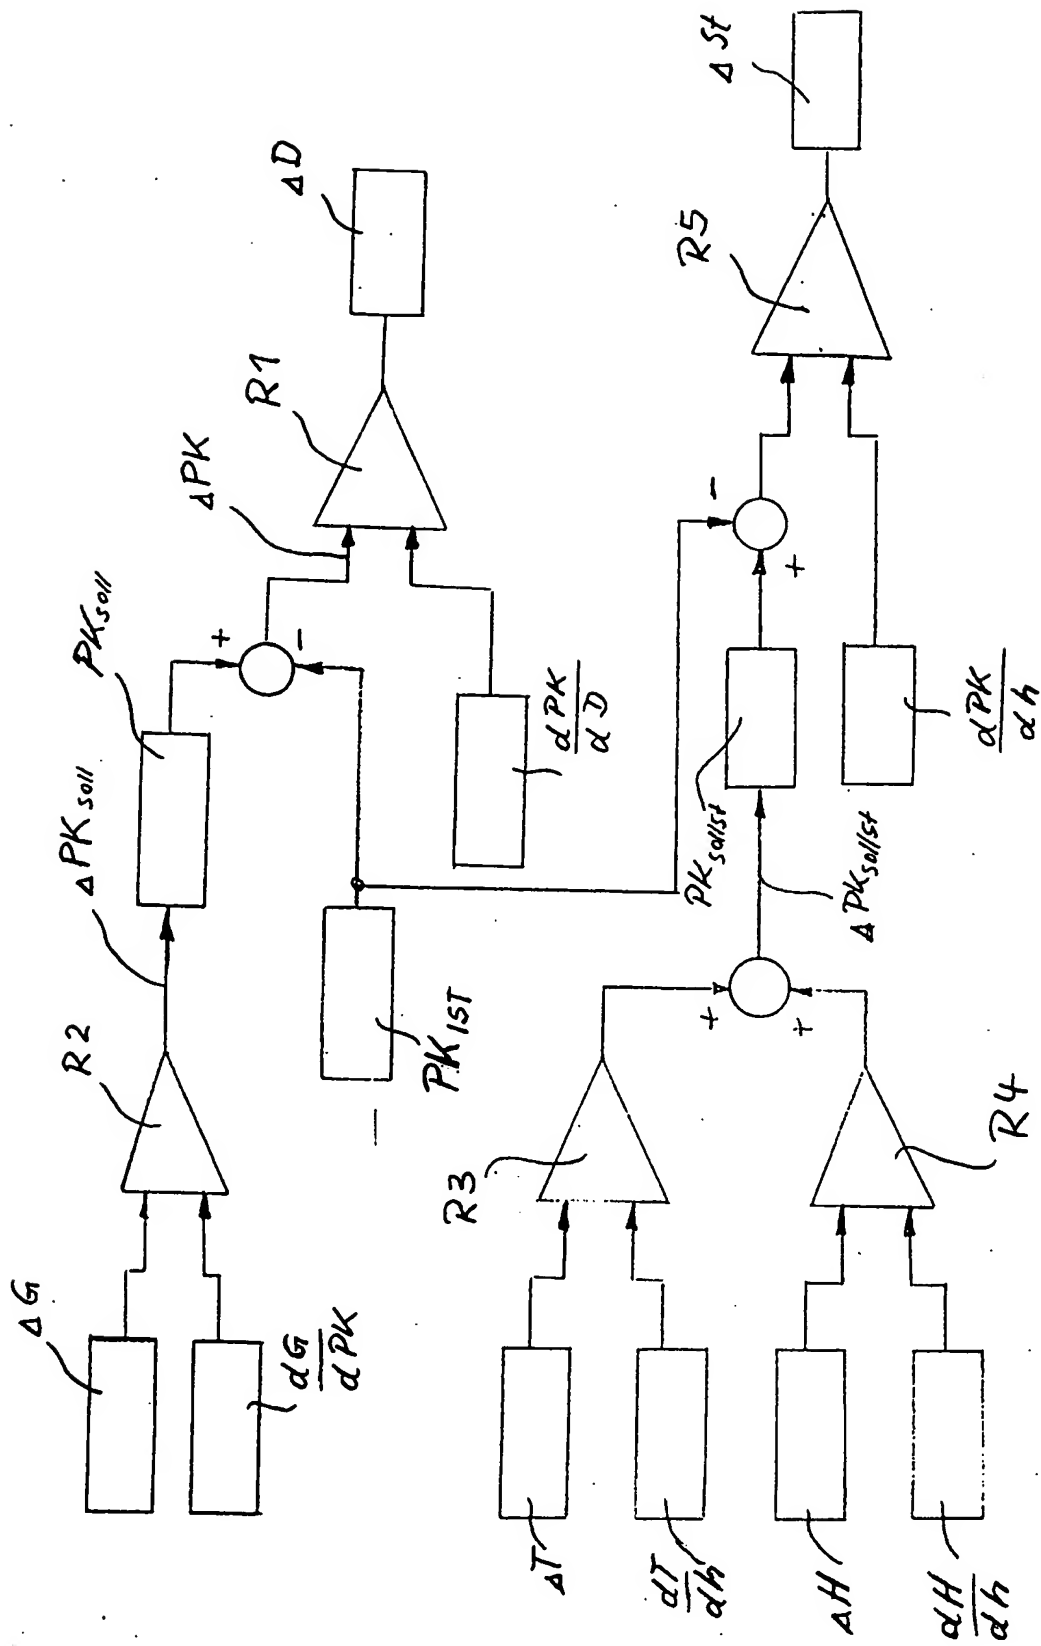 ΔG
dG
dPK
R2
ΔPKsoll
PKsoll
PKIST
+
−
ΔPK
dPK
dD
R1
ΔD
ΔT
dT
dh
R3
ΔH
dH
dh
R4
+
+
ΔPKsollst
PKsollst
+
−
dPK
dh
R5
ΔSt